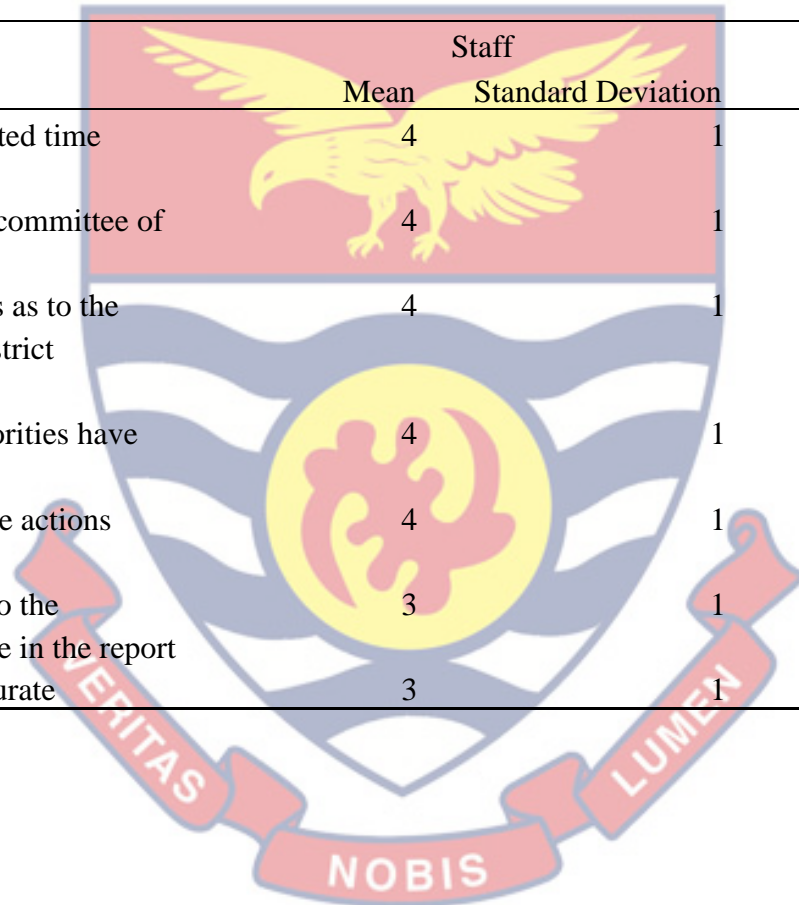 Staff
Mean Standard Deviation
ted time 4 1
committee of 4 1
s as to the 4 1
strict
orities have 4 1
e actions 4 1
o the 3 1
e in the report
urate 3 1
VERITAS
NOBIS
LUMEN